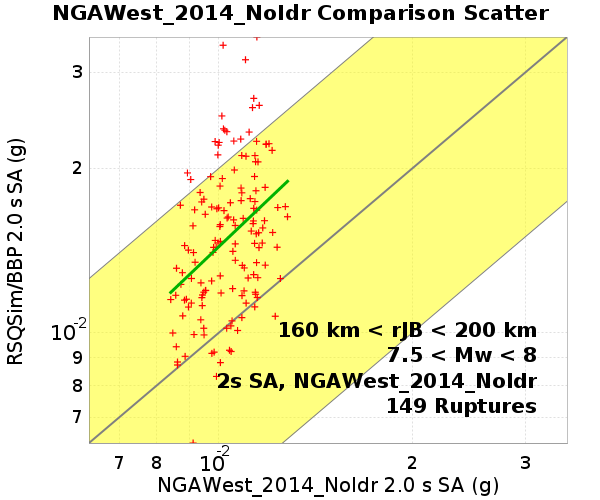 NGAWest_2014_NoIdr Comparison Scatter
RSQSim/BBP 2.0 s SA (g)
3
2
10-2
9
8
7
160 km < rJB < 200 km
7.5 < Mw < 8
2s SA, NGAWest_2014_NoIdr
149 Ruptures
7 8 10-2 2 3
NGAWest_2014_NoIdr 2.0 s SA (g)